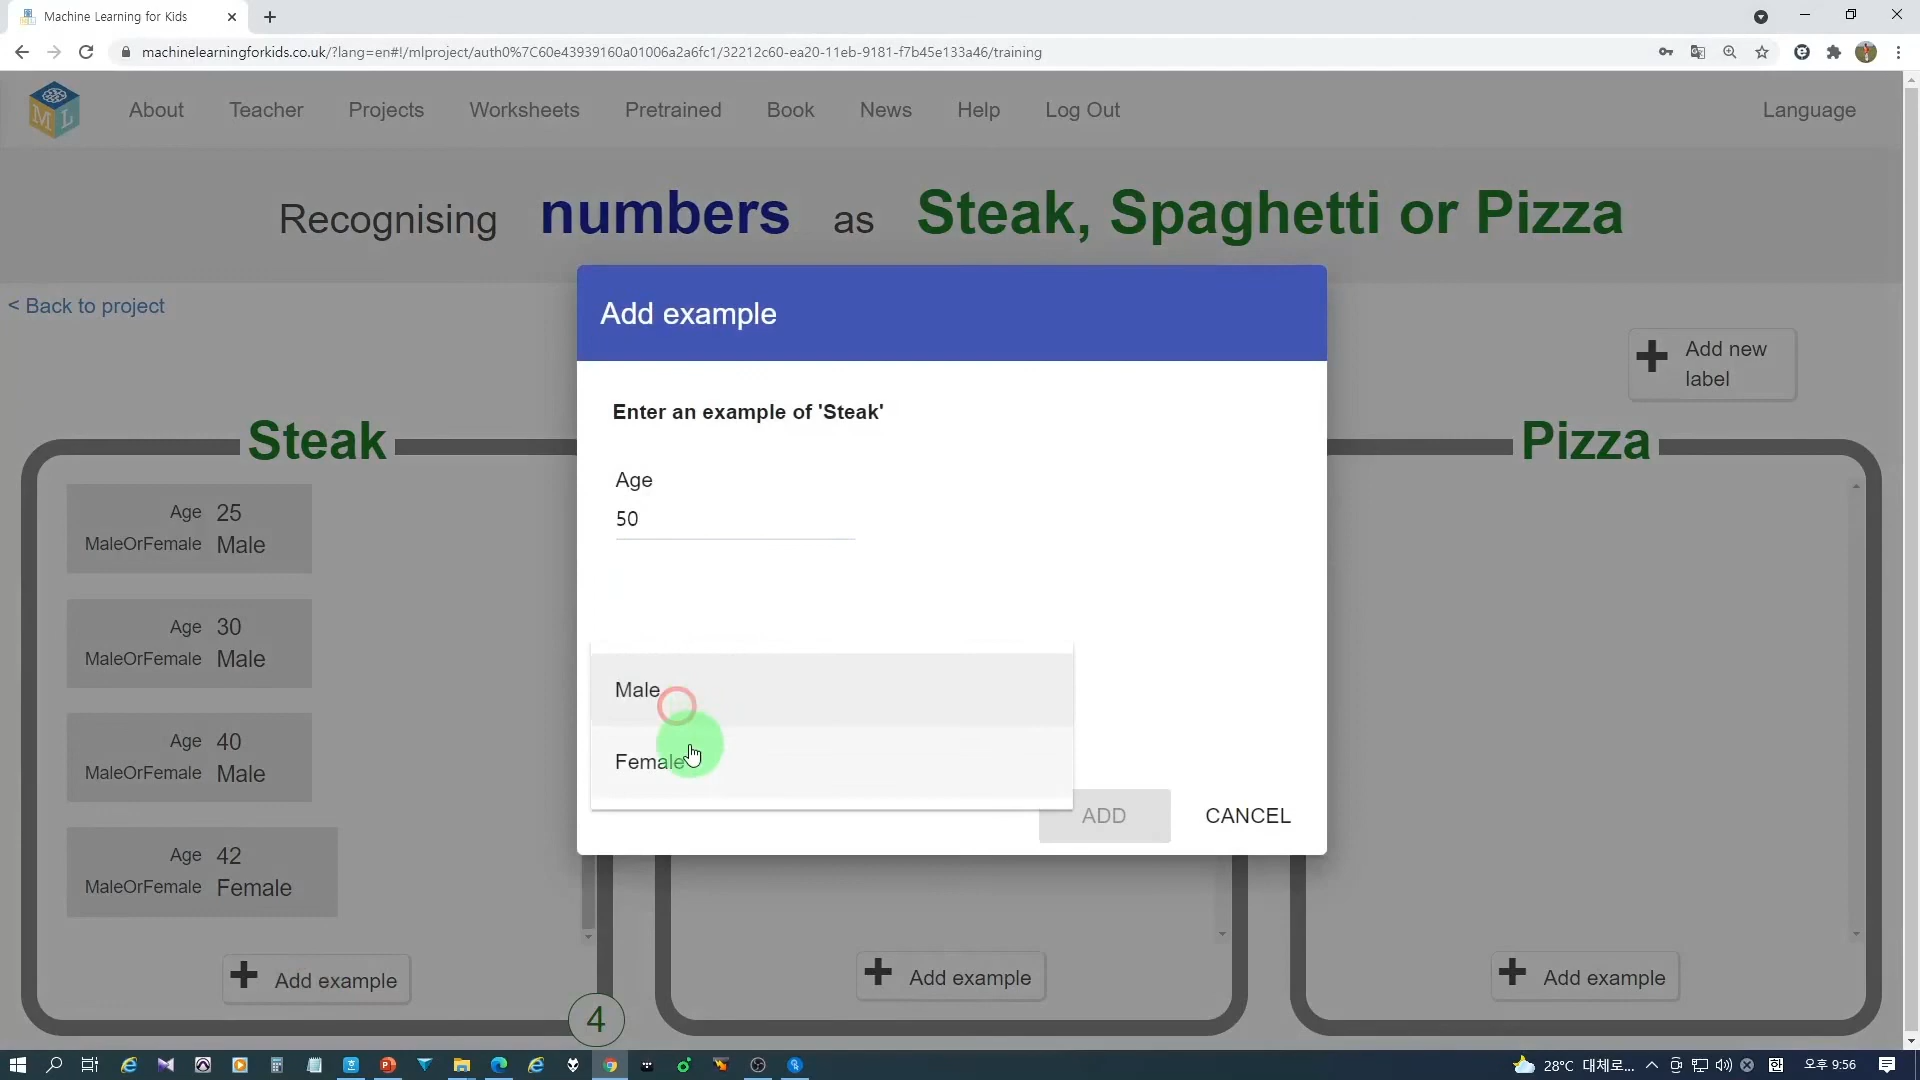 Machine Learning for Kids
machinelearningforkids.co.uk/?lang=en#!/mlproject/auth0%7C60e43939160a01006a2a6fc1/32212c60-ea20-11eb-9181-f7b45e133a46/training
ML
About Teacher Projects Worksheets Pretrained Book News Help Log Out Language
Recognising numbers as Steak, Spaghetti or Pizza
< Back to project
Add new
label
Add example
Enter an example of 'Steak'
Age
50
Male
Female
ADD CANCEL
Steak
Age 25
MaleOrFemale Male
Age 30
MaleOrFemale Male
Age 40
MaleOrFemale Male
Age 42
MaleOrFemale Female
Add example
4
Add example
Pizza
Add example
28°C 대체로...
한
오후 9:56